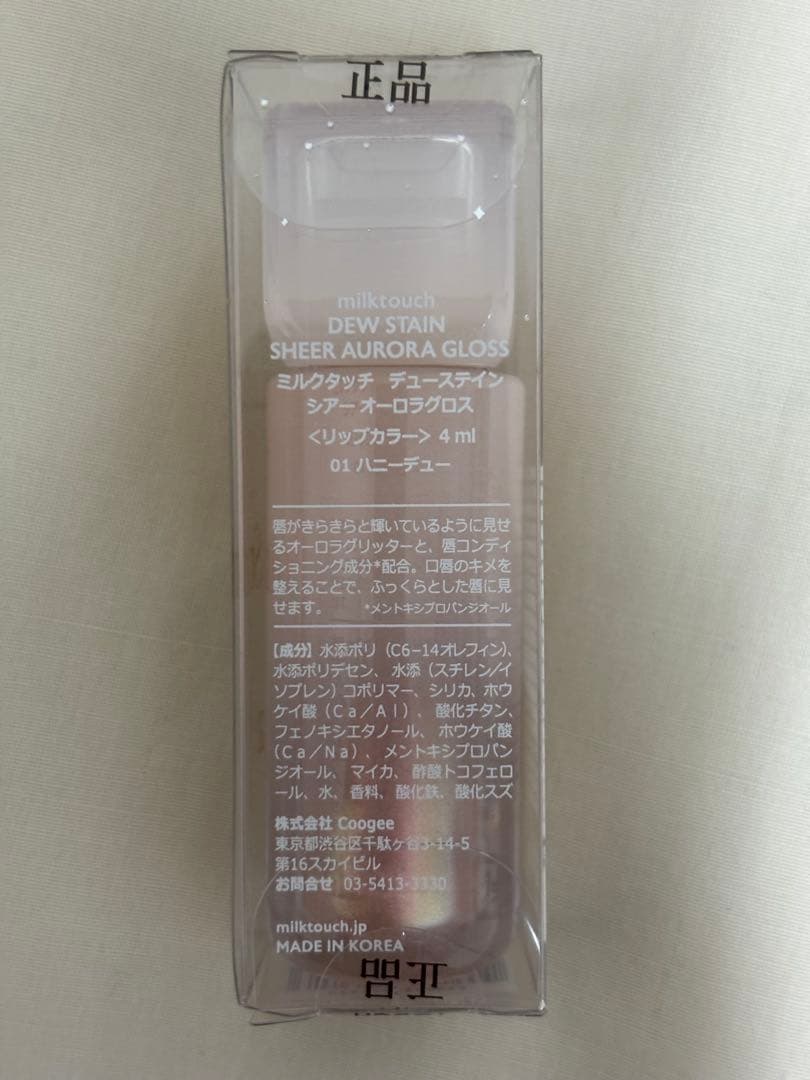 正品
milktouch
DEW STAIN
SHEER AURORA GLOSS
ミルクタッチ デューステイン
シアー オーロラグロス
<リップカラー> 4 ml
01 ハニーデュー
唇がきらきらと輝いているように見せ
るオーロラグリッターと、唇コンディ
ショニング成分*配合。口唇のキメを
整えることで、ふっくらとした唇に見
せます。 *メントキシプロパンジオール
【成分】水添ポリ（C6-14オレフィン）、
水添ポリデセン、水添（スチレン/イ
ソプレン）コポリマー、シリカ、ホウ
ケイ酸（Ca/Al）、酸化チタン、
フェノキシエタノール、ホウケイ酸
（Ca/Na）、メントキシプロパン
ジオール、マイカ、酢酸トコフェロ
ール、水、香料、酸化鉄、酸化スズ
株式会社 Coogee
東京都渋谷区千駄ヶ谷3-14-5
第16スカイビル
お問合せ 03-5413-3330
milktouch.jp
MADE IN KOREA
正品